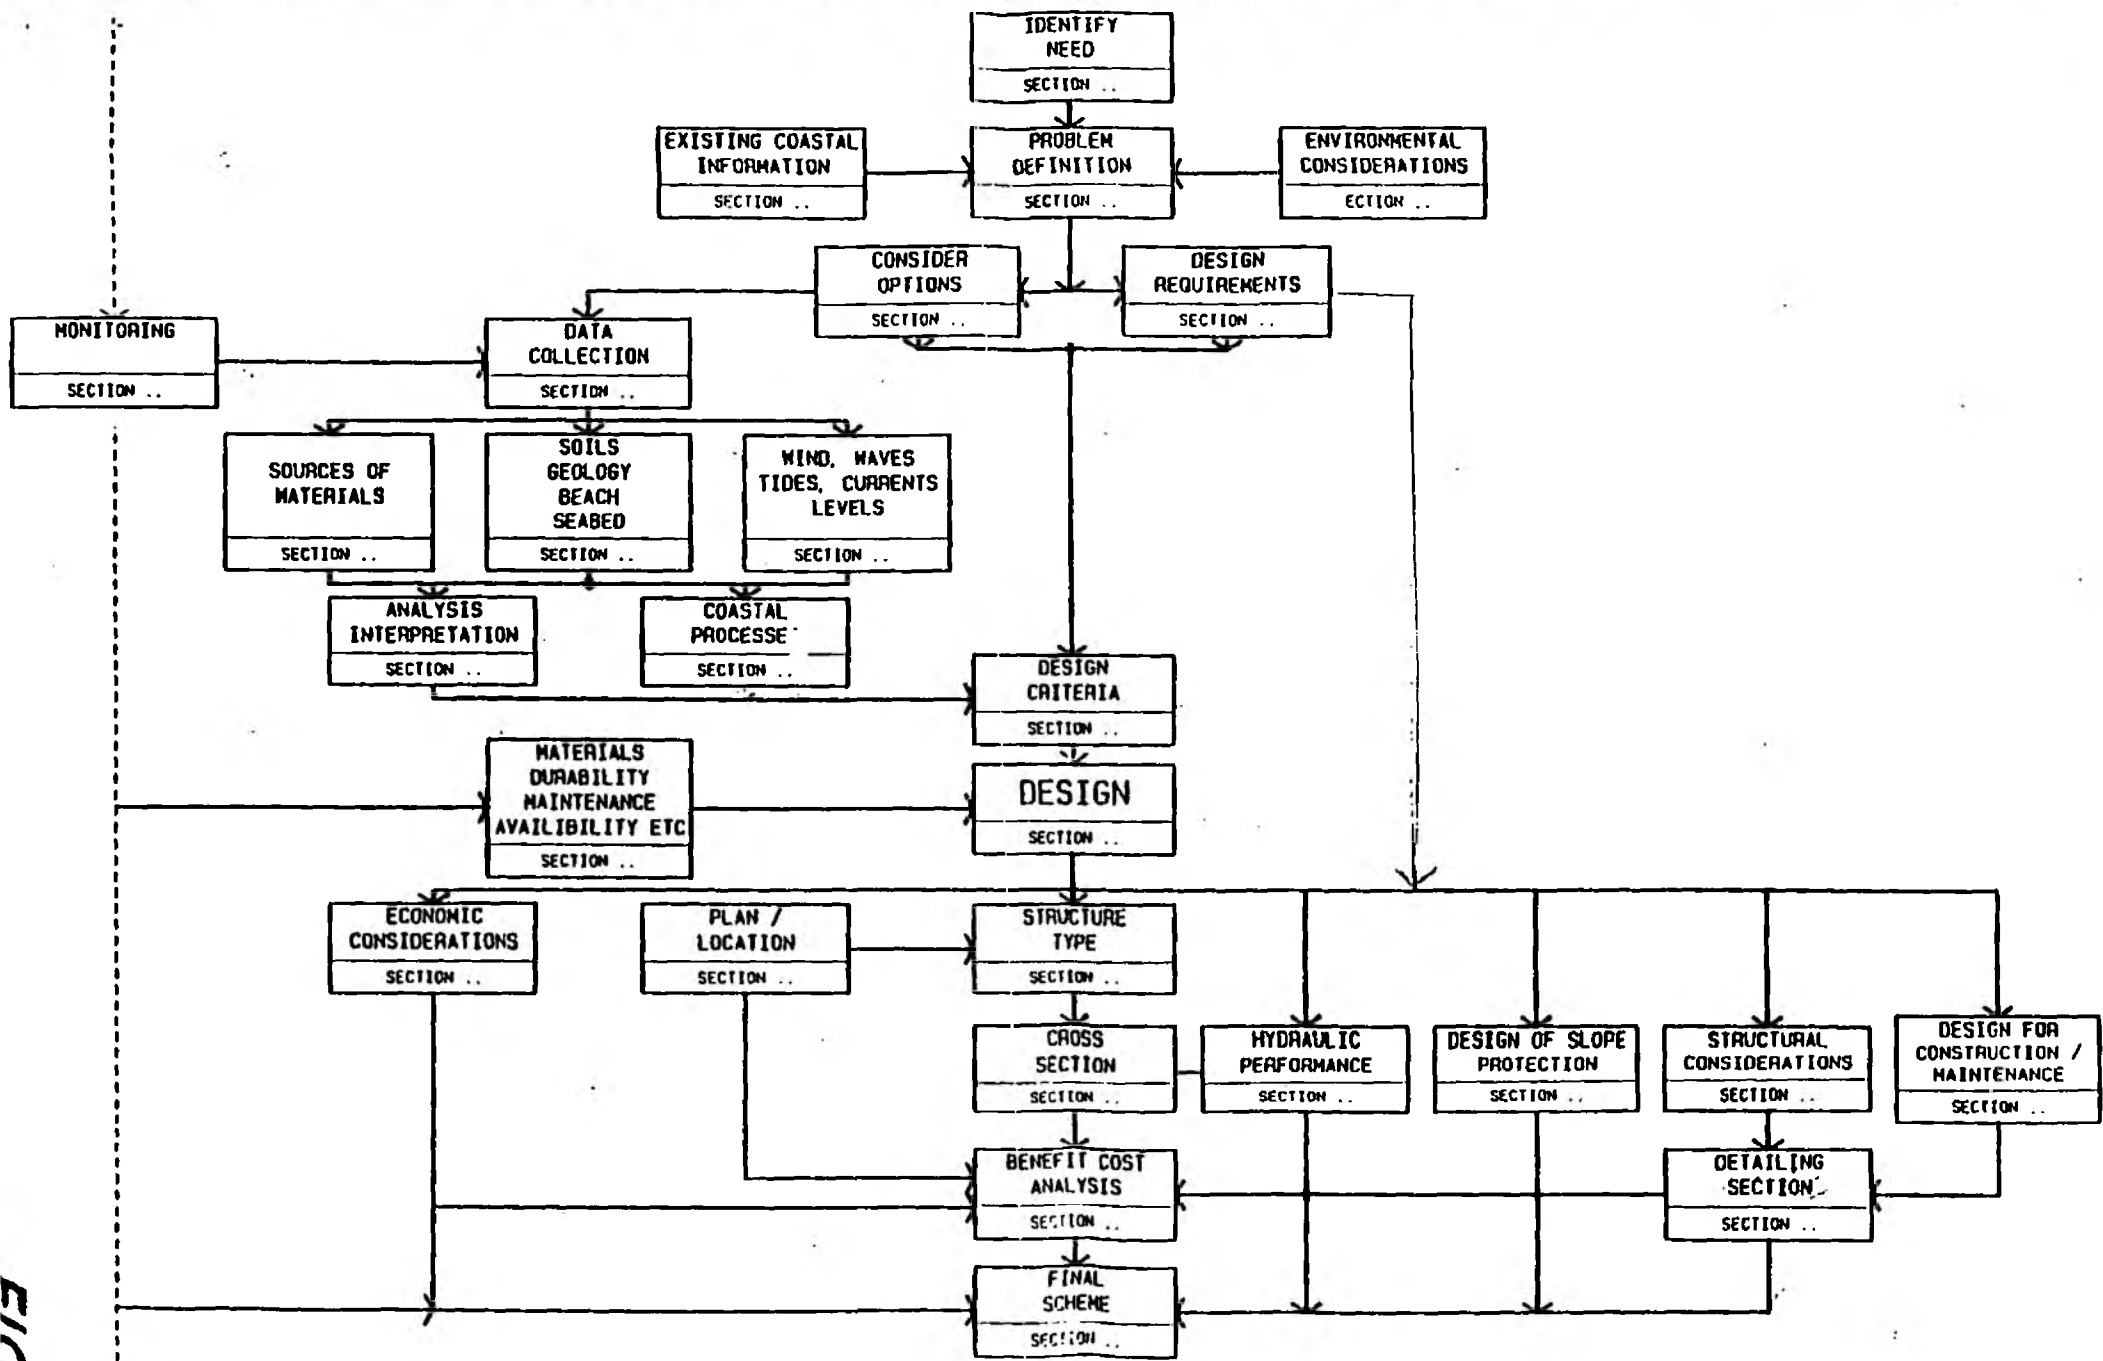 IDENTIFY
NEED
SECTION ..
EXISTING COASTAL
INFORMATION
SECTION ..
PROBLEM
DEFINITION
SECTION ..
ENVIRONMENTAL
CONSIDERATIONS
ECTION ..
CONSIDER
OPTIONS
SECTION ..
DESIGN
REQUIREMENTS
SECTION ..
MONITORING
SECTION ..
DATA
COLLECTION
SECTION ..
SOURCES OF
MATERIALS
SECTION ..
SOILS
GEOLOGY
BEACH
SEABED
SECTION ..
WIND, WAVES
TIDES, CURRENTS
LEVELS
SECTION ..
ANALYSIS
INTERPRETATION
SECTION ..
COASTAL
PROCESSE
SECTION ..
DESIGN
CRITERIA
SECTION ..
MATERIALS
DURABILITY
MAINTENANCE
AVAILIBILITY ETC
SECTION ..
DESIGN
SECTION ..
ECONOMIC
CONSIDERATIONS
SECTION ..
PLAN /
LOCATION
SECTION ..
STRUCTURE
TYPE
SECTION ..
CROSS
SECTION
SECTION ..
HYDRAULIC
PERFORMANCE
SECTION ..
DESIGN OF SLOPE
PROTECTION
SECTION ..
STRUCTURAL
CONSIDERATIONS
SECTION ..
DESIGN FOR
CONSTRUCTION /
MAINTENANCE
SECTION ..
BENEFIT COST
ANALYSIS
SECTION ..
DETAILING
SECTION
SECTION ..
FINAL
SCHEME
SECTION ..